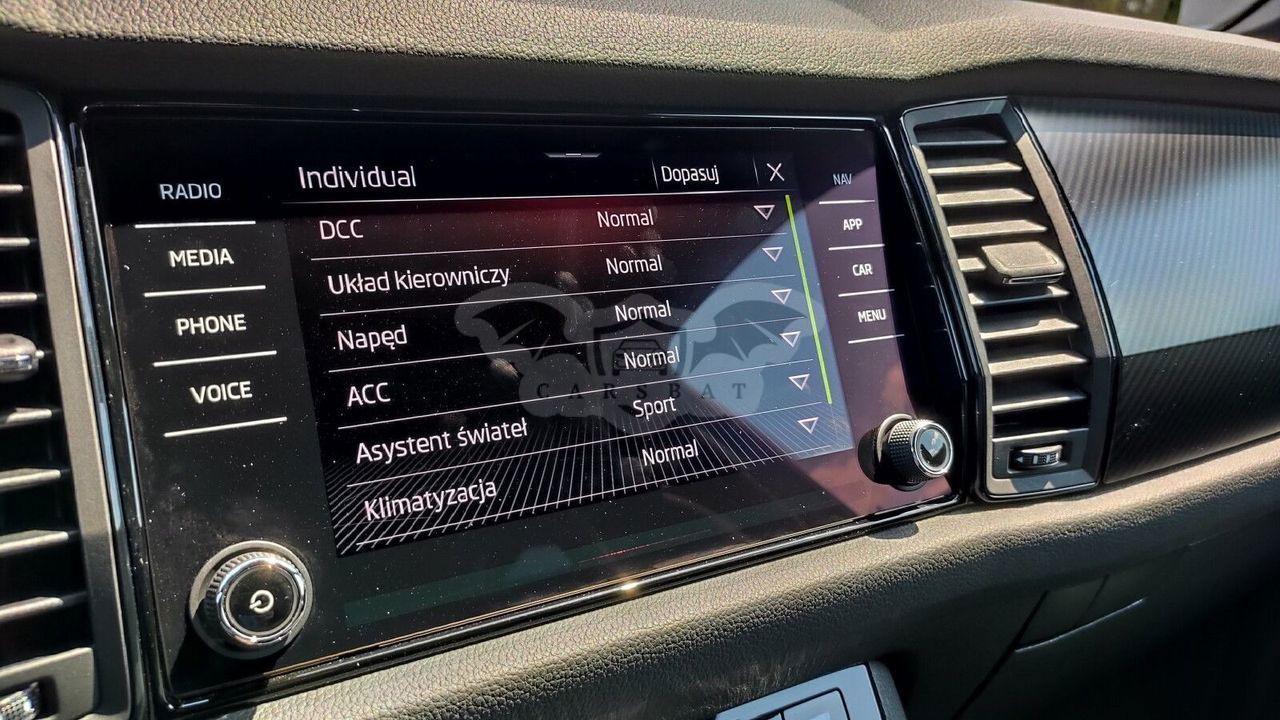 RADIO
MEDIA
PHONE
VOICE
Individual Dopasuj X
DCC Normal
Układ kierowniczy Normal
Napęd Normal
ACC Normal
Asystent świateł Sport
Klimatyzacja Normal
NAV
APP
CAR
MENU
CARSBAT